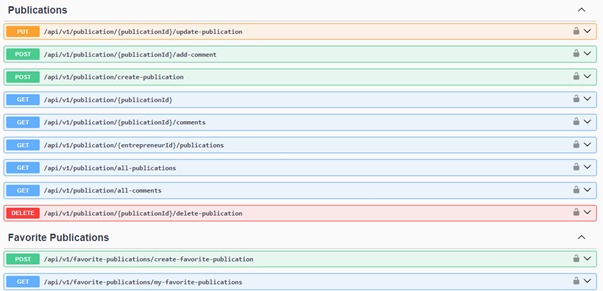 Publications
PUT /api/v1/publication/{publicationId}/update-publication
POST /api/v1/publication/{publicationId}/add-comment
POST /api/v1/publication/create-publication
GET /api/v1/publication/{publicationId}
GET /api/v1/publication/{publicationId}/comments
GET /api/v1/publication/{entrepreneurId}/publications
GET /api/v1/publication/all-publications
GET /api/v1/publication/all-comments
DELETE /api/v1/publication/{publicationId}/delete-publication
Favorite Publications
POST /api/v1/favorite-publications/create-favorite-publication
GET /api/v1/favorite-publications/my-favorite-publications